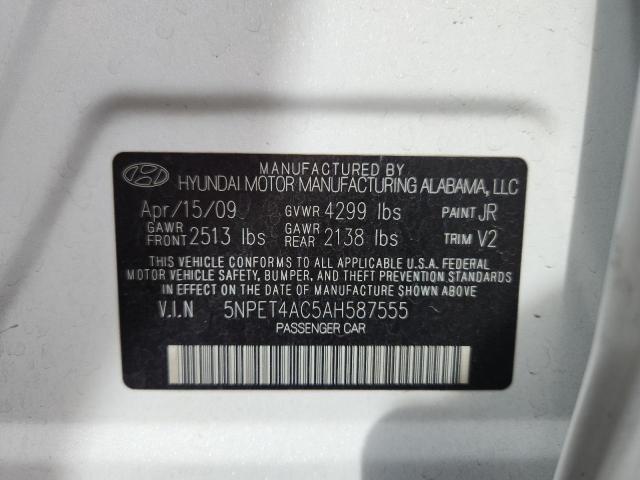 MANUFACTURED BY
HYUNDAI MOTOR MANUFACTURING ALABAMA, LLC
Apr/15/09 GVWR 4299 lbs PAINT JR
GAWR FRONT 2513 lbs GAWR REAR 2138 lbs TRIM V2
THIS VEHICLE CONFORMS TO ALL APPLICABLE U.S.A. FEDERAL
MOTOR VEHICLE SAFETY, BUMPER, AND THEFT PREVENTION STANDARDS
IN EFFECT ON THE DATE OF MANUFACTURE SHOWN ABOVE
V.I.N 5NPET4AC5AH587555
PASSENGER CAR